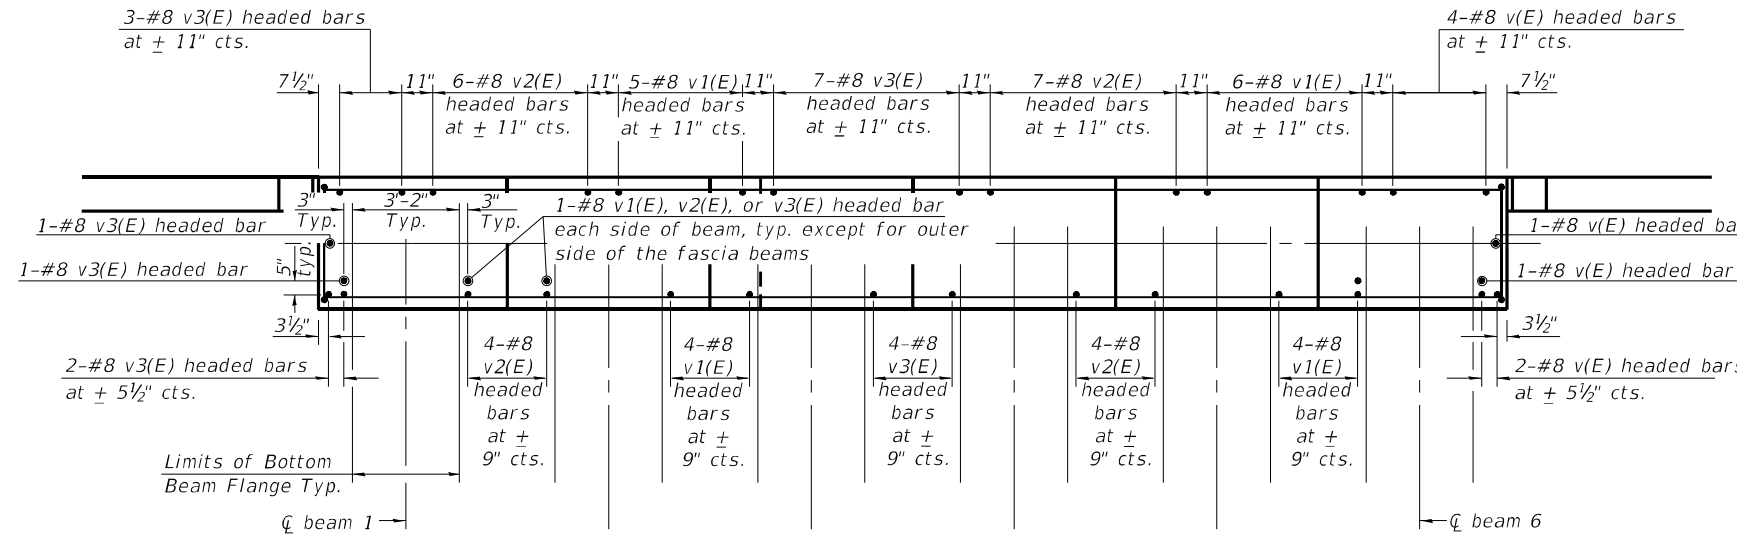 3-#8 v3(E) headed bars
at ± 11" cts.
4-#8 v(E) headed bars
at ± 11" cts.
7½"
11"
6-#8 v2(E)
headed bars
at ± 11" cts.
11"
5-#8 v1(E)
headed bars
at ± 11" cts.
11"
7-#8 v3(E)
headed bars
at ± 11" cts.
11"
7-#8 v2(E)
headed bars
at ± 11" cts.
11"
6-#8 v1(E)
headed bars
at ± 11" cts.
11"
7½"
3"
Typ.
3'-2"
Typ.
3"
Typ.
1-#8 v1(E), v2(E), or v3(E) headed bar
each side of beam, typ. except for outer
side of the fascia beams
1-#8 v3(E) headed bar
1-#8 v3(E) headed bar
5"
typ.
1-#8 v(E) headed ba
1-#8 v(E) headed bar
3½"
3½"
2-#8 v3(E) headed bars
at ± 5½" cts.
4-#8
v2(E)
headed
bars
at ±
9" cts.
4-#8
v1(E)
headed
bars
at ±
9" cts.
4-#8
v3(E)
headed
bars
at ±
9" cts.
4-#8
v2(E)
headed
bars
at ±
9" cts.
4-#8
v1(E)
headed
bars
at ±
9" cts.
2-#8 v(E) headed bars
at ± 5½" cts.
Limits of Bottom
Beam Flange Typ.
℄ beam 1
℄ beam 6